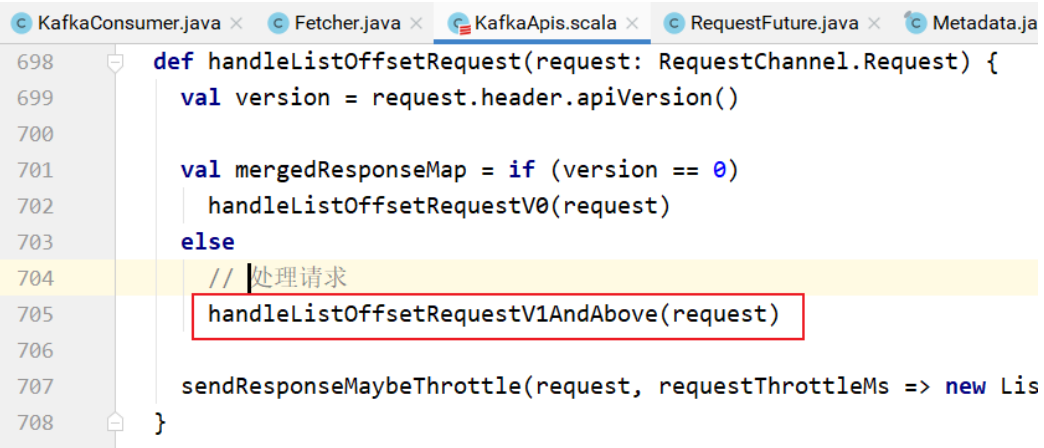 KafkaConsumer.java × Fetcher.java × KafkaApis.scala × RequestFuture.java × Metadata.ja
698 def handleListOffsetRequest(request: RequestChannel.Request) {
699 val version = request.header.apiVersion()
700
701 val mergedResponseMap = if (version == 0)
702 handleListOffsetRequestV0(request)
703 else
704 // 处理请求
705 handleListOffsetRequestV1AndAbove(request)
706
707 sendResponseMaybeThrottle(request, requestThrottleMs => new Lis
708 }